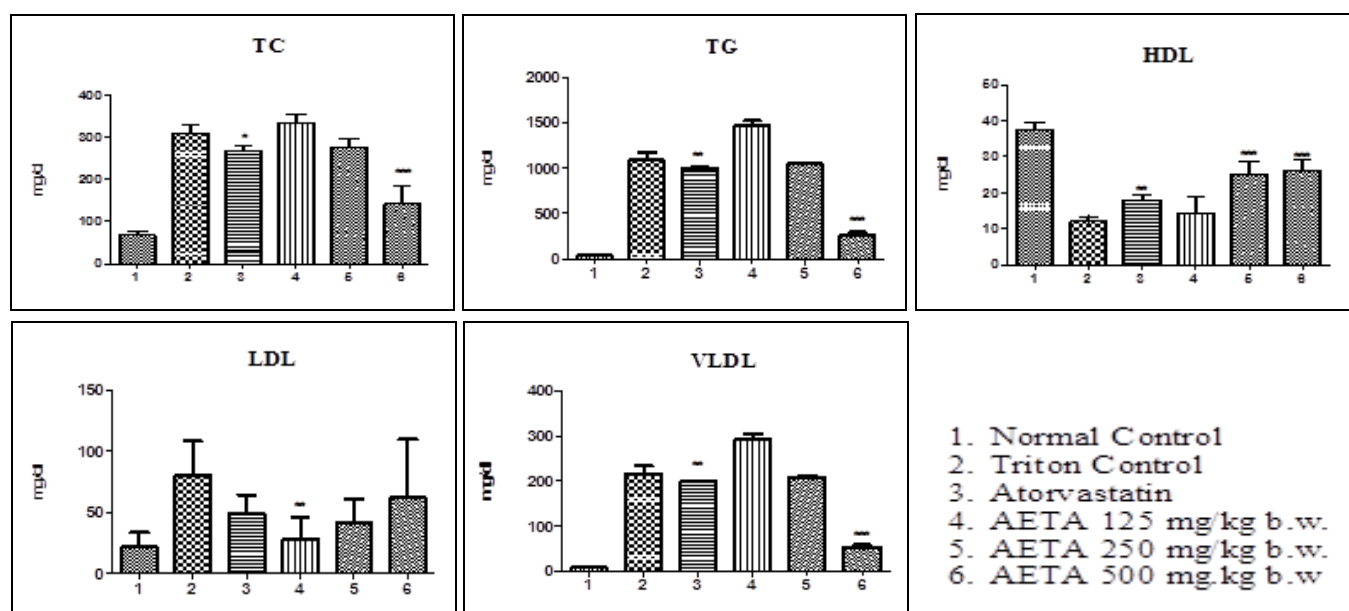 TC
400
300
200
100
0
mg/dl
*
***
1 2 3 4 5 6
TG
2000
1500
1000
500
0
mg/dl
**
***
1 2 3 4 5 6
HDL
50
40
30
20
10
0
mg/dl
**
***
***
1 2 3 4 5 6
LDL
150
100
50
0
mg/dl
**
1 2 3 4 5 6
VLDL
400
300
200
100
0
mg/dl
**
***
1 2 3 4 5 6
1. Normal Control
2. Triton Control
3. Atorvastatin
4. AETA 125 mg/kg b.w.
5. AETA 250 mg/kg b.w.
6. AETA 500 mg.kg b.w